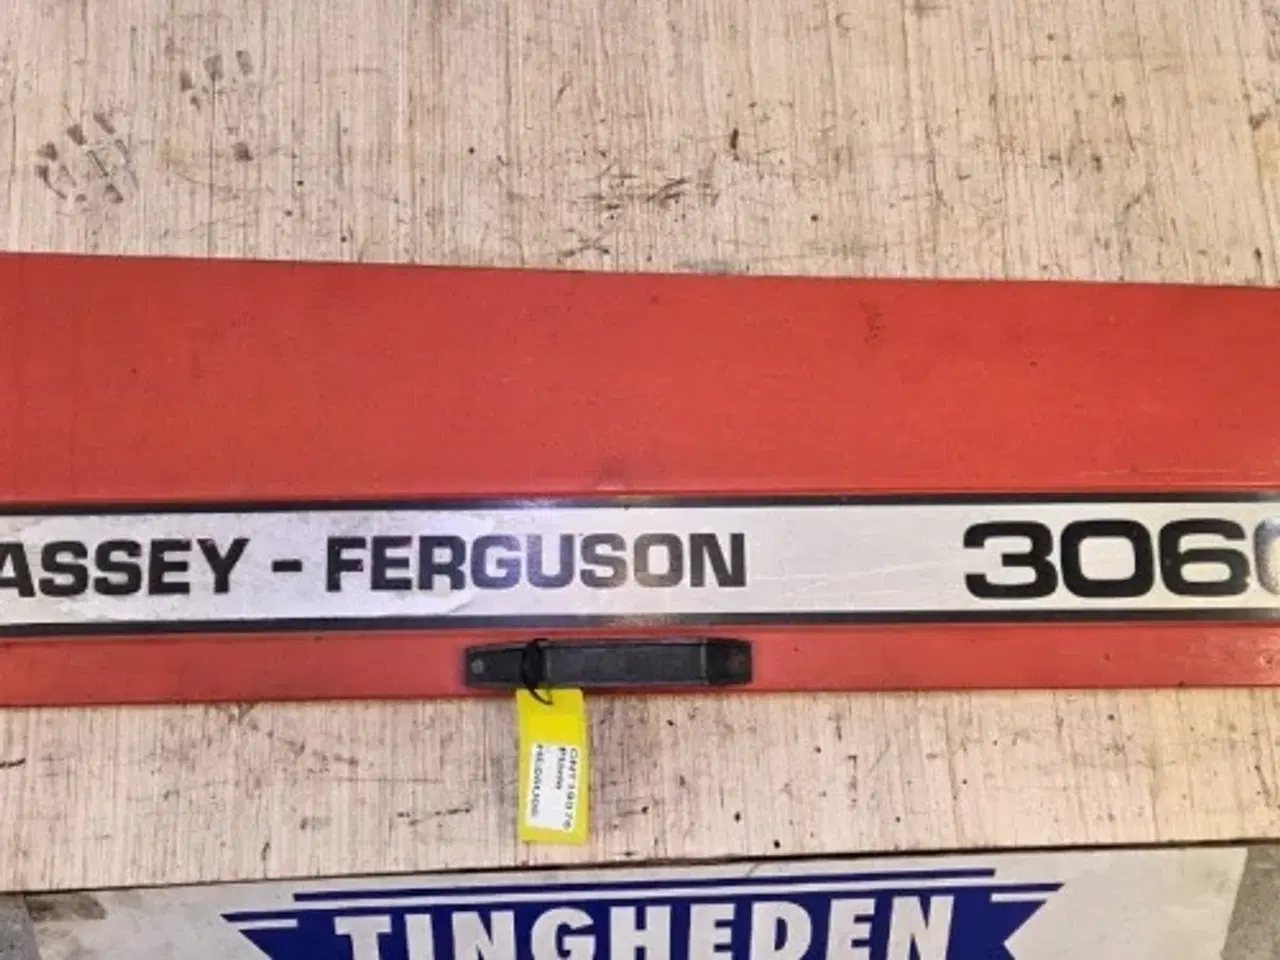 ASSEY - FERGUSON 306
TINGHEDEN